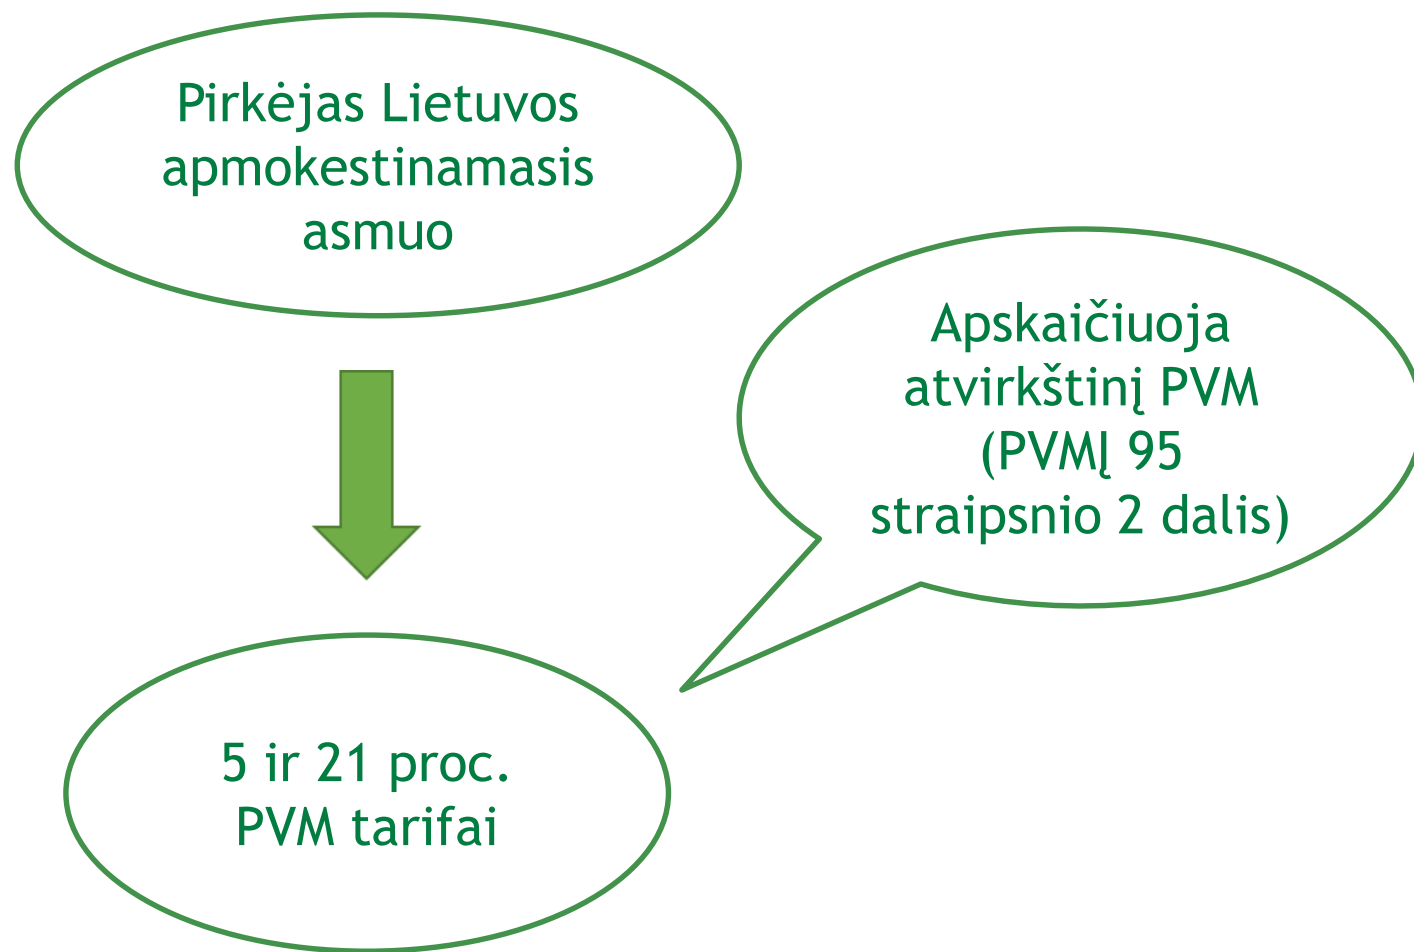 Pirkėjas Lietuvos
apmokestinamasis
asmuo
Apskaičiuoja
atvirkštinį PVM
(PVMĮ 95
straipsnio 2 dalis)
5 ir 21 proc.
PVM tarifai